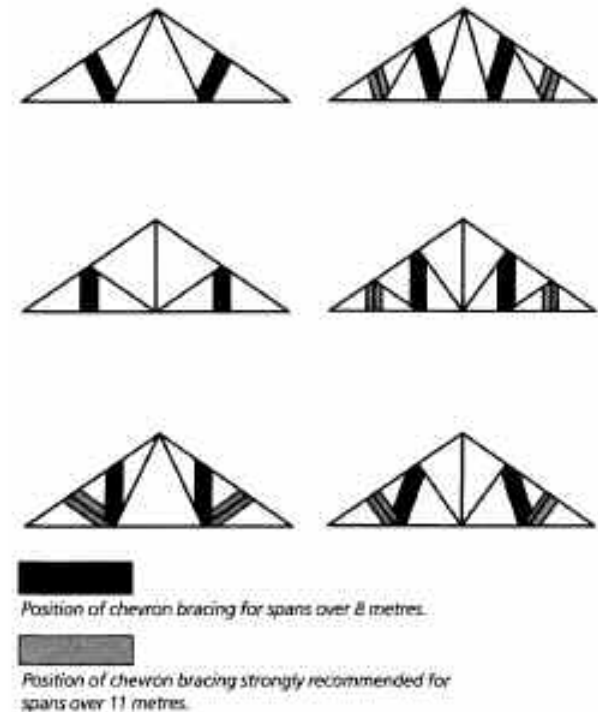 Position of chevron bracing for spans over 8 metres.
Position of chevron bracing strongly recommended for
spans over 11 metres.